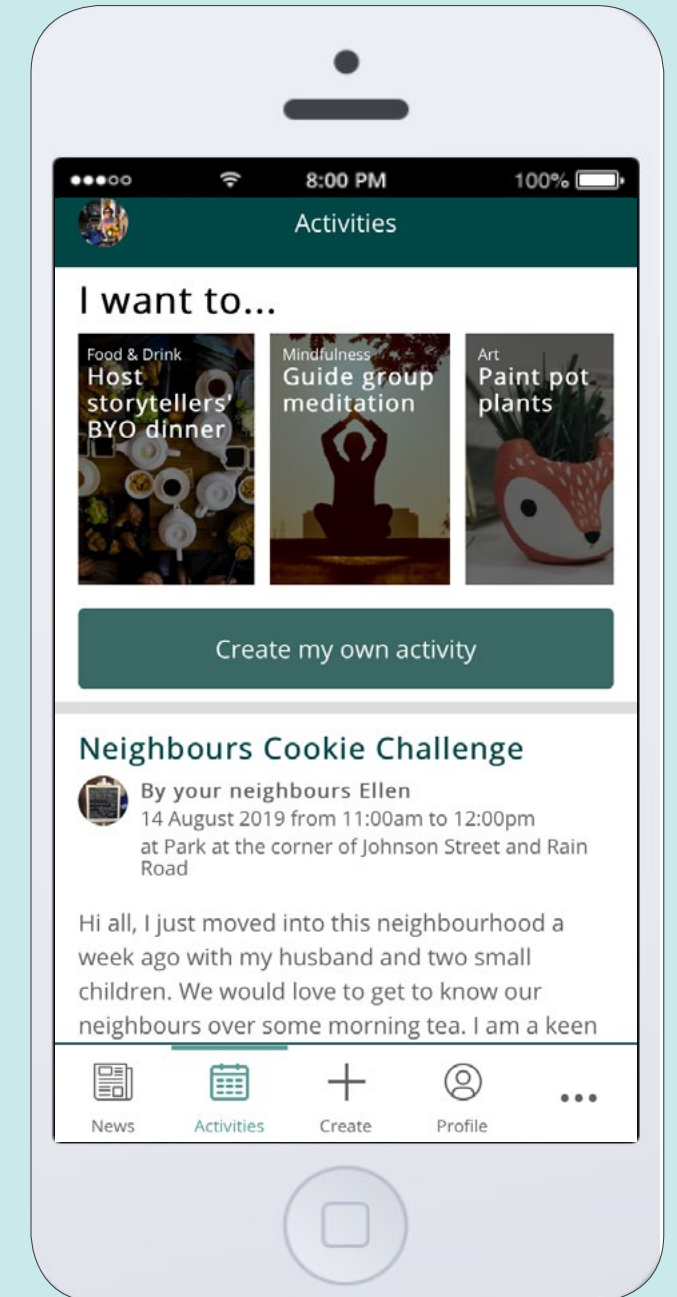 8:00 PM
100%
Activities
I want to...
Food & Drink
Host
storytellers'
BYO dinner
Mindfulness
Guide group
meditation
Art
Paint pot
plants
Create my own activity
Neighbours Cookie Challenge
By your neighbours Ellen
14 August 2019 from 11:00am to 12:00pm
at Park at the corner of Johnson Street and Rain
Road
Hi all, I just moved into this neighbourhood a
week ago with my husband and two small
children. We would love to get to know our
neighbours over some morning tea. I am a keen
News
Activities
Create
Profile